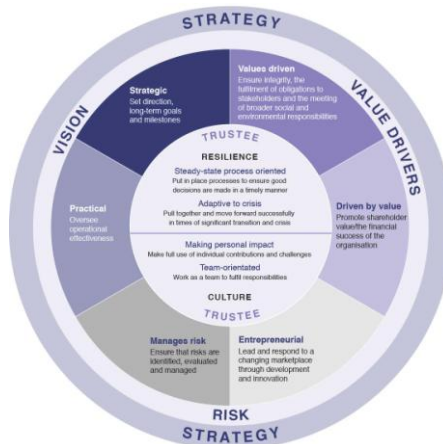 STRATEGY
VISION
VALUE DRIVERS
Strategic
Set direction,
long-term goals
and milestones
Values driven
Ensure integrity, the
fulfilment of obligations to
stakeholders and the meeting
of broader social and
environmental responsibilities
Practical
Oversee
operational
effectiveness
Driven by value
Promote shareholder
value/the financial
success of the
organisation
TRUSTEE
RESILIENCE
Steady-state process oriented
Put in place processes to ensure good
decisions are made in a timely manner
Adaptive to crisis
Pull together and move forward successfully
in times of significant transition and crisis
Making personal impact
Make full use of individual contributions and challenges
Team-orientated
Work as a team to fulfil responsibilities
CULTURE
TRUSTEE
Manages risk
Ensure that risks are
identified, evaluated
and managed
Entrepreneurial
Lead and respond to a
changing marketplace
through development
and innovation
RISK
STRATEGY